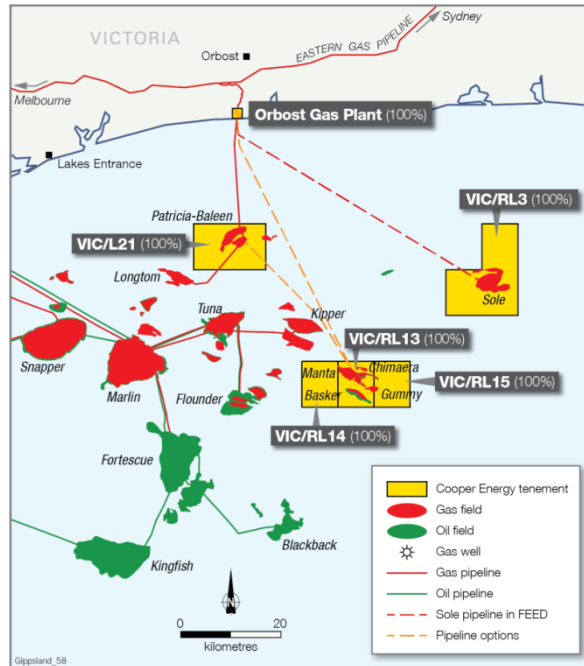 VICTORIA
Orbost
EASTERN GAS PIPELINE
Sydney
Melbourne
Orbost Gas Plant (100%)
Lakes Entrance
VIC/RL3 (100%)
Patricia-Baleen
VIC/L21 (100%)
Longtom
Sole
Tuna
Kipper
VIC/RL13 (100%)
Snapper
Marlin
Manta
Chimaera
Flounder
Basker
Gummy
VIC/RL15 (100%)
VIC/RL14 (100%)
Fortescue
Blackback
Kingfish
N
0 20
kilometres
Cooper Energy tenement
Gas field
Oil field
Gas well
Gas pipeline
Oil pipeline
Sole pipeline in FEED
Pipeline options
Gippsland_58